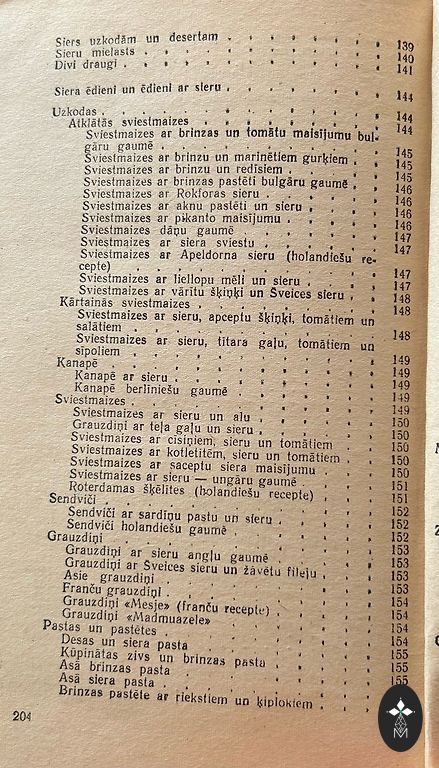 Siers uzkodām un desertam . . . . . . . 139
Sieru mielasts . . . . . . . 140
Divi draugi . . . . . . . 141
Siera ēdieni un ēdieni ar sieru . . . . . . . 144
Uzkodas . . . . . . . 144
Atklātās sviestmaizes . . . . . . . 144
Sviestmaizes ar brinzas un tomātu maisījumu bul-
gāru gaumē . . . . . . . 145
Sviestmaizes ar brinzu un marinētiem gurķiem . 145
Sviestmaizes ar brinzu un redīsiem . . . . 145
Sviestmaizes ar brinzas pastēti bulgāru gaumē . 146
Sviestmaizes ar Rokforas sieru . . . . . 146
Sviestmaizes ar aknu pastēti un sieru . . . 146
Sviestmaizes ar pikanto maisījumu . . . . 146
Sviestmaizes dāņu gaumē . . . . . 147
Sviestmaizes ar siera sviestu . . . . . 147
Sviestmaizes ar Apeldorna sieru (holandiešu re-
cepte) . . . . . . . 147
Sviestmaizes ar liellopu mēli un sieru . . . 147
Sviestmaizes ar vārītu šķiņķi un Šveices sieru . 148
Kārtainās sviestmaizes . . . . . . . 148
Sviestmaizes ar sieru, apceptu šķiņķi, tomātiem un
salātiem . . . . . . . 148
Sviestmaizes ar sieru, tītara gaļu, tomātiem un
sīpoliem . . . . . . . 149
Kanapē . . . . . . . 149
Kanapē ar sieru . . . . . . . 149
Kanapē berliniešu gaumē . . . . . 149
Sviestmaizes . . . . . . . 149
Sviestmaizes ar sieru un alu . . . . . 150
Grauzdiņi ar teļa gaļu un sieru . . . . 150
Sviestmaizes ar cīsiņiem, sieru un tomātiem . 150
Sviestmaizes ar kotletītēm, sieru un tomātiem . 150
Sviestmaizes ar saceptu siera maisījumu . . 150
Sviestmaizes ar sieru — ungāru gaumē . . 151
Roterdamas šķēlītes (holandiešu recepte) . . 151
Sendviči . . . . . . . 152
Sendviči ar sardīņu pastu un sieru . . . . 152
Sendviči holandiešu gaumē . . . . . 152
Grauzdiņi . . . . . . . 153
Grauzdiņi ar sieru angļu gaumē . . . . 153
Grauzdiņi ar Šveices sieru un žāvētu fileju . 153
Asie grauzdiņi . . . . . . . 153
Franču grauzdiņi . . . . . . . 154
Grauzdiņi «Mesjē» (franču recepte) . . . 154
Grauzdiņi «Madmuazele» . . . . . 154
Pastas un pastētes . . . . . . . 154
Desas un siera pasta . . . . . . . 155
Kūpinātas zivs un brinzas pasta . . . . 155
Asā brinzas pasta . . . . . . . 155
Asā siera pasta . . . . . . . 155
Brinzas pastēte ar riekstiem un ķiplokiem . .
204
M